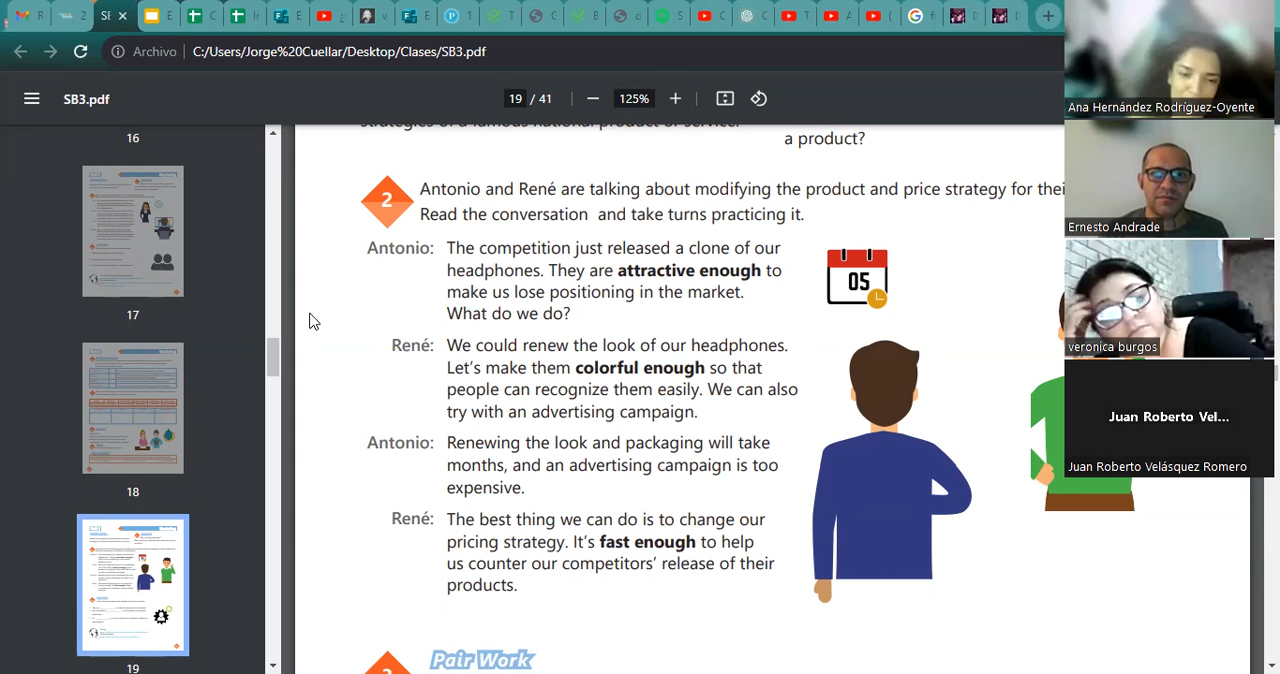 Archivo
C:/Users/Jorge%20Cuellar/Desktop/Clases/SB3.pdf
SB3.pdf
19 / 41
125%
16
17
18
19
strategies of a famous national product or service.
a product?
2
Antonio and René are talking about modifying the product and price strategy for thei
Read the conversation and take turns practicing it.
Antonio: The competition just released a clone of our
headphones. They are attractive enough to
make us lose positioning in the market.
What do we do?
05
René: We could renew the look of our headphones.
Let's make them colorful enough so that
people can recognize them easily. We can also
try with an advertising campaign.
Antonio: Renewing the look and packaging will take
months, and an advertising campaign is too
expensive.
René: The best thing we can do is to change our
pricing strategy. It's fast enough to help
us counter our competitors' release of their
products.
Pair Work
Ana Hernández Rodríguez-Oyente
Ernesto Andrade
veronica burgos
Juan Roberto Vel...
Juan Roberto Velásquez Romero